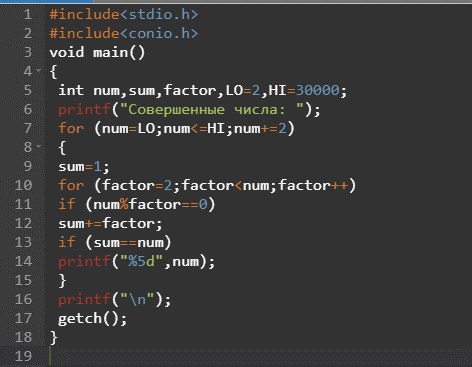 1 #include<stdio.h>
2 #include<conio.h>
3 void main()
4 {
5 int num,sum,factor,LO=2,HI=30000;
6 printf("Совершенные числа: ");
7 for (num=LO;num<=HI;num+=2)
8 {
9 sum=1;
10 for (factor=2;factor<num;factor++)
11 if (num%factor==0)
12 sum+=factor;
13 if (sum==num)
14 printf("%5d",num);
15 }
16 printf("\n");
17 getch();
18 }
19